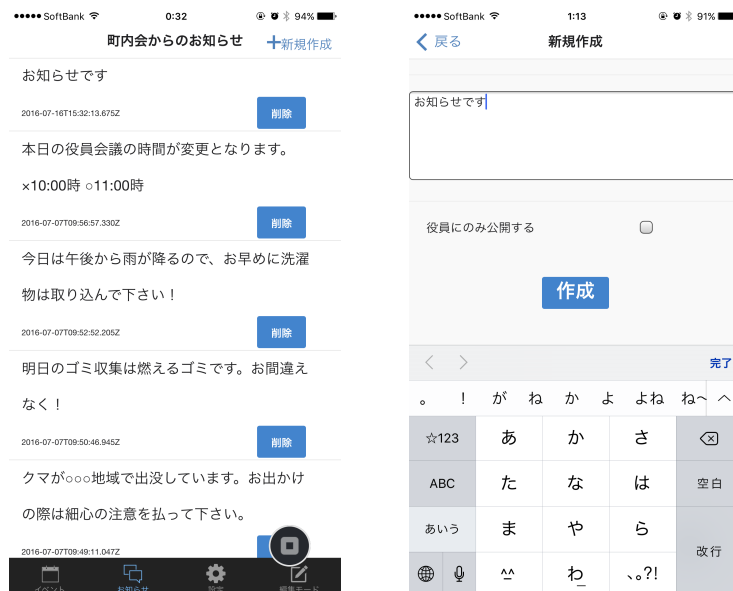 SoftBank 0:32 94%
町内会からのお知らせ +新規作成
お知らせです
2016-07-16T15:32:13.675Z 削除
本日の役員会議の時間が変更となります。
×10:00時 ○11:00時
2016-07-07T09:56:57.330Z 削除
今日は午後から雨が降るので、お早めに洗濯
物は取り込んで下さい！
2016-07-07T09:52:52.205Z 削除
明日のゴミ収集は燃えるゴミです。お間違え
なく！
2016-07-07T09:50:46.945Z 削除
クマが○○○地域で出没しています。お出かけ
の際は細心の注意を払って下さい。
2016-07-07T09:49:11.047Z
イベント お知らせ 設定 編集モード
SoftBank 1:13 91%
戻る 新規作成
お知らせです
役員にのみ公開する
作成
完了
。 ！ が ね か よ よね ね〜
☆123 あ か さ
ABC た な は 空白
あいう ま や ら
改行
^^ わ 、。?!